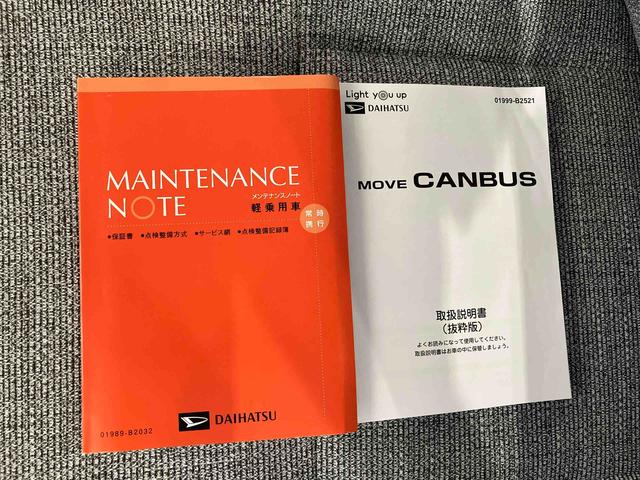 MAINTENANCE
NOTE
メンテナンスノート
軽乗用車
常時
携行
●保証書 ●点検整備方式 ●サービス網 ●点検整備記録簿
01989-B2032
DAIHATSU
Light you up
DAIHATSU
01999-B2521
MOVE CANBUS
取扱説明書
（抜粋版）
よくお読みになって使用してください。
取扱説明書はお車の中に保管しましょう。